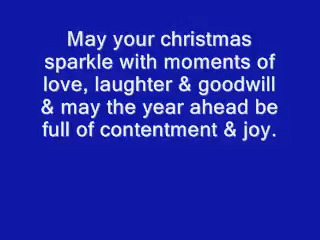 May your christmas
sparkle with moments of
love, laughter & goodwill
& may the year ahead be
full of contentment & joy.